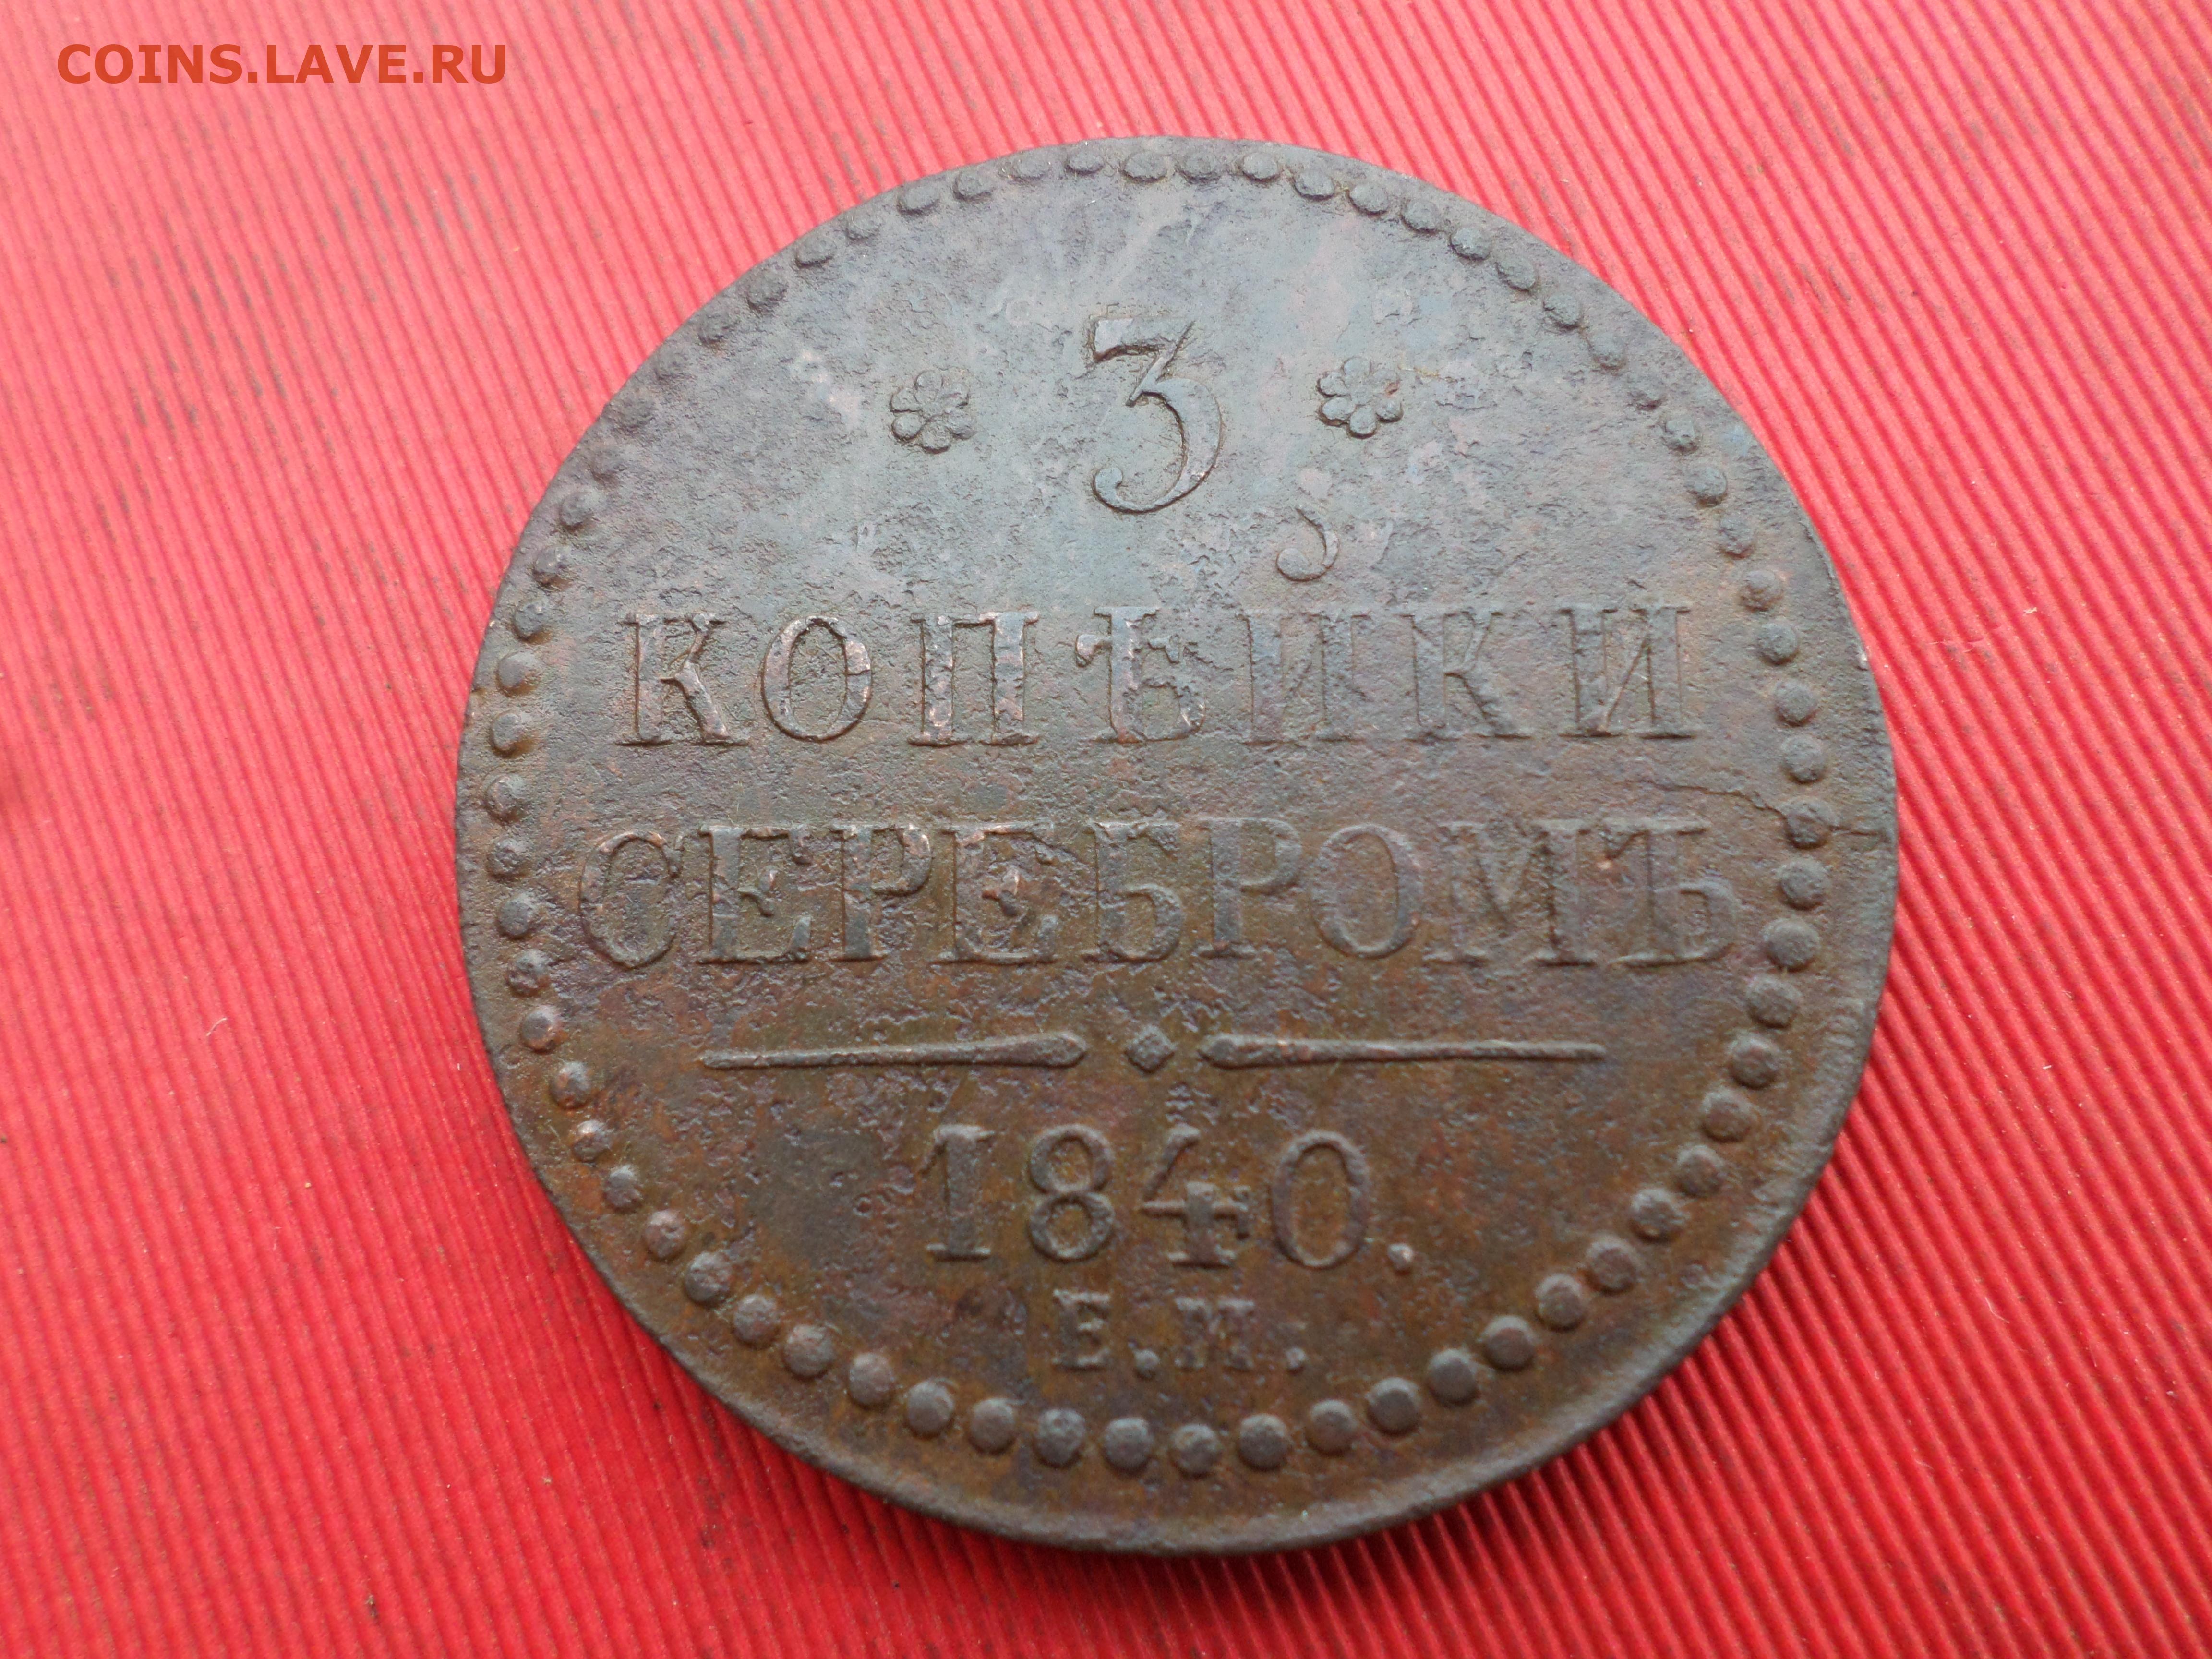 COINS.LAVE.RU
* 3 *
КОПѢЙКИ
СЕРЕБРОМЪ
1840.
Е.М.